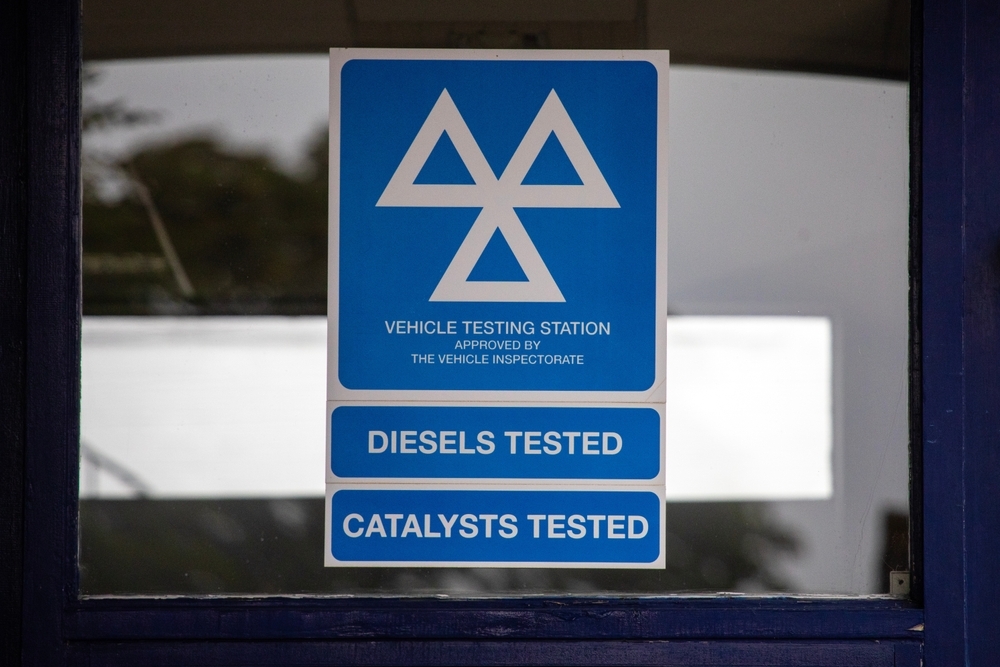 VEHICLE TESTING STATION
APPROVED BY
THE VEHICLE INSPECTORATE
DIESELS TESTED
CATALYSTS TESTED